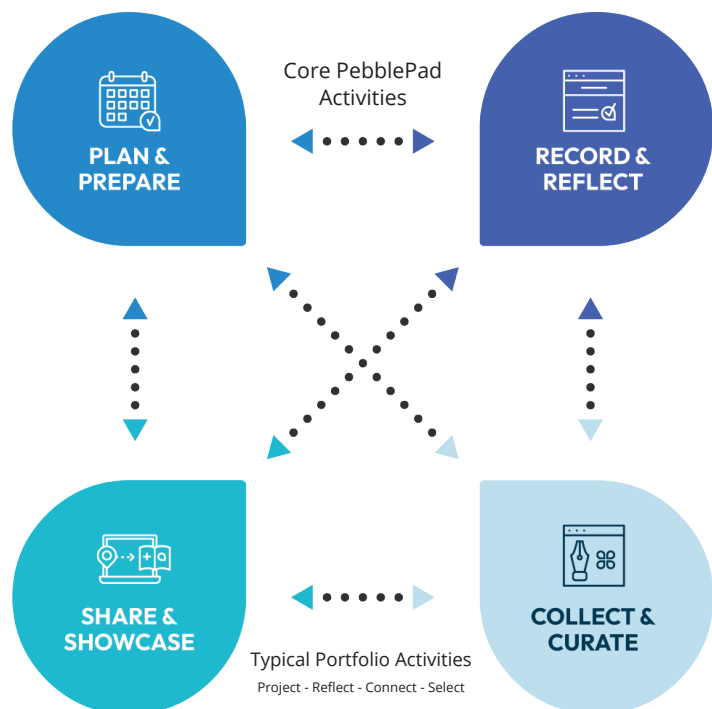 Core PebblePad
Activities
PLAN &
PREPARE
RECORD &
REFLECT
SHARE &
SHOWCASE
COLLECT &
CURATE
Typical Portfolio Activities
Project - Reflect - Connect - Select